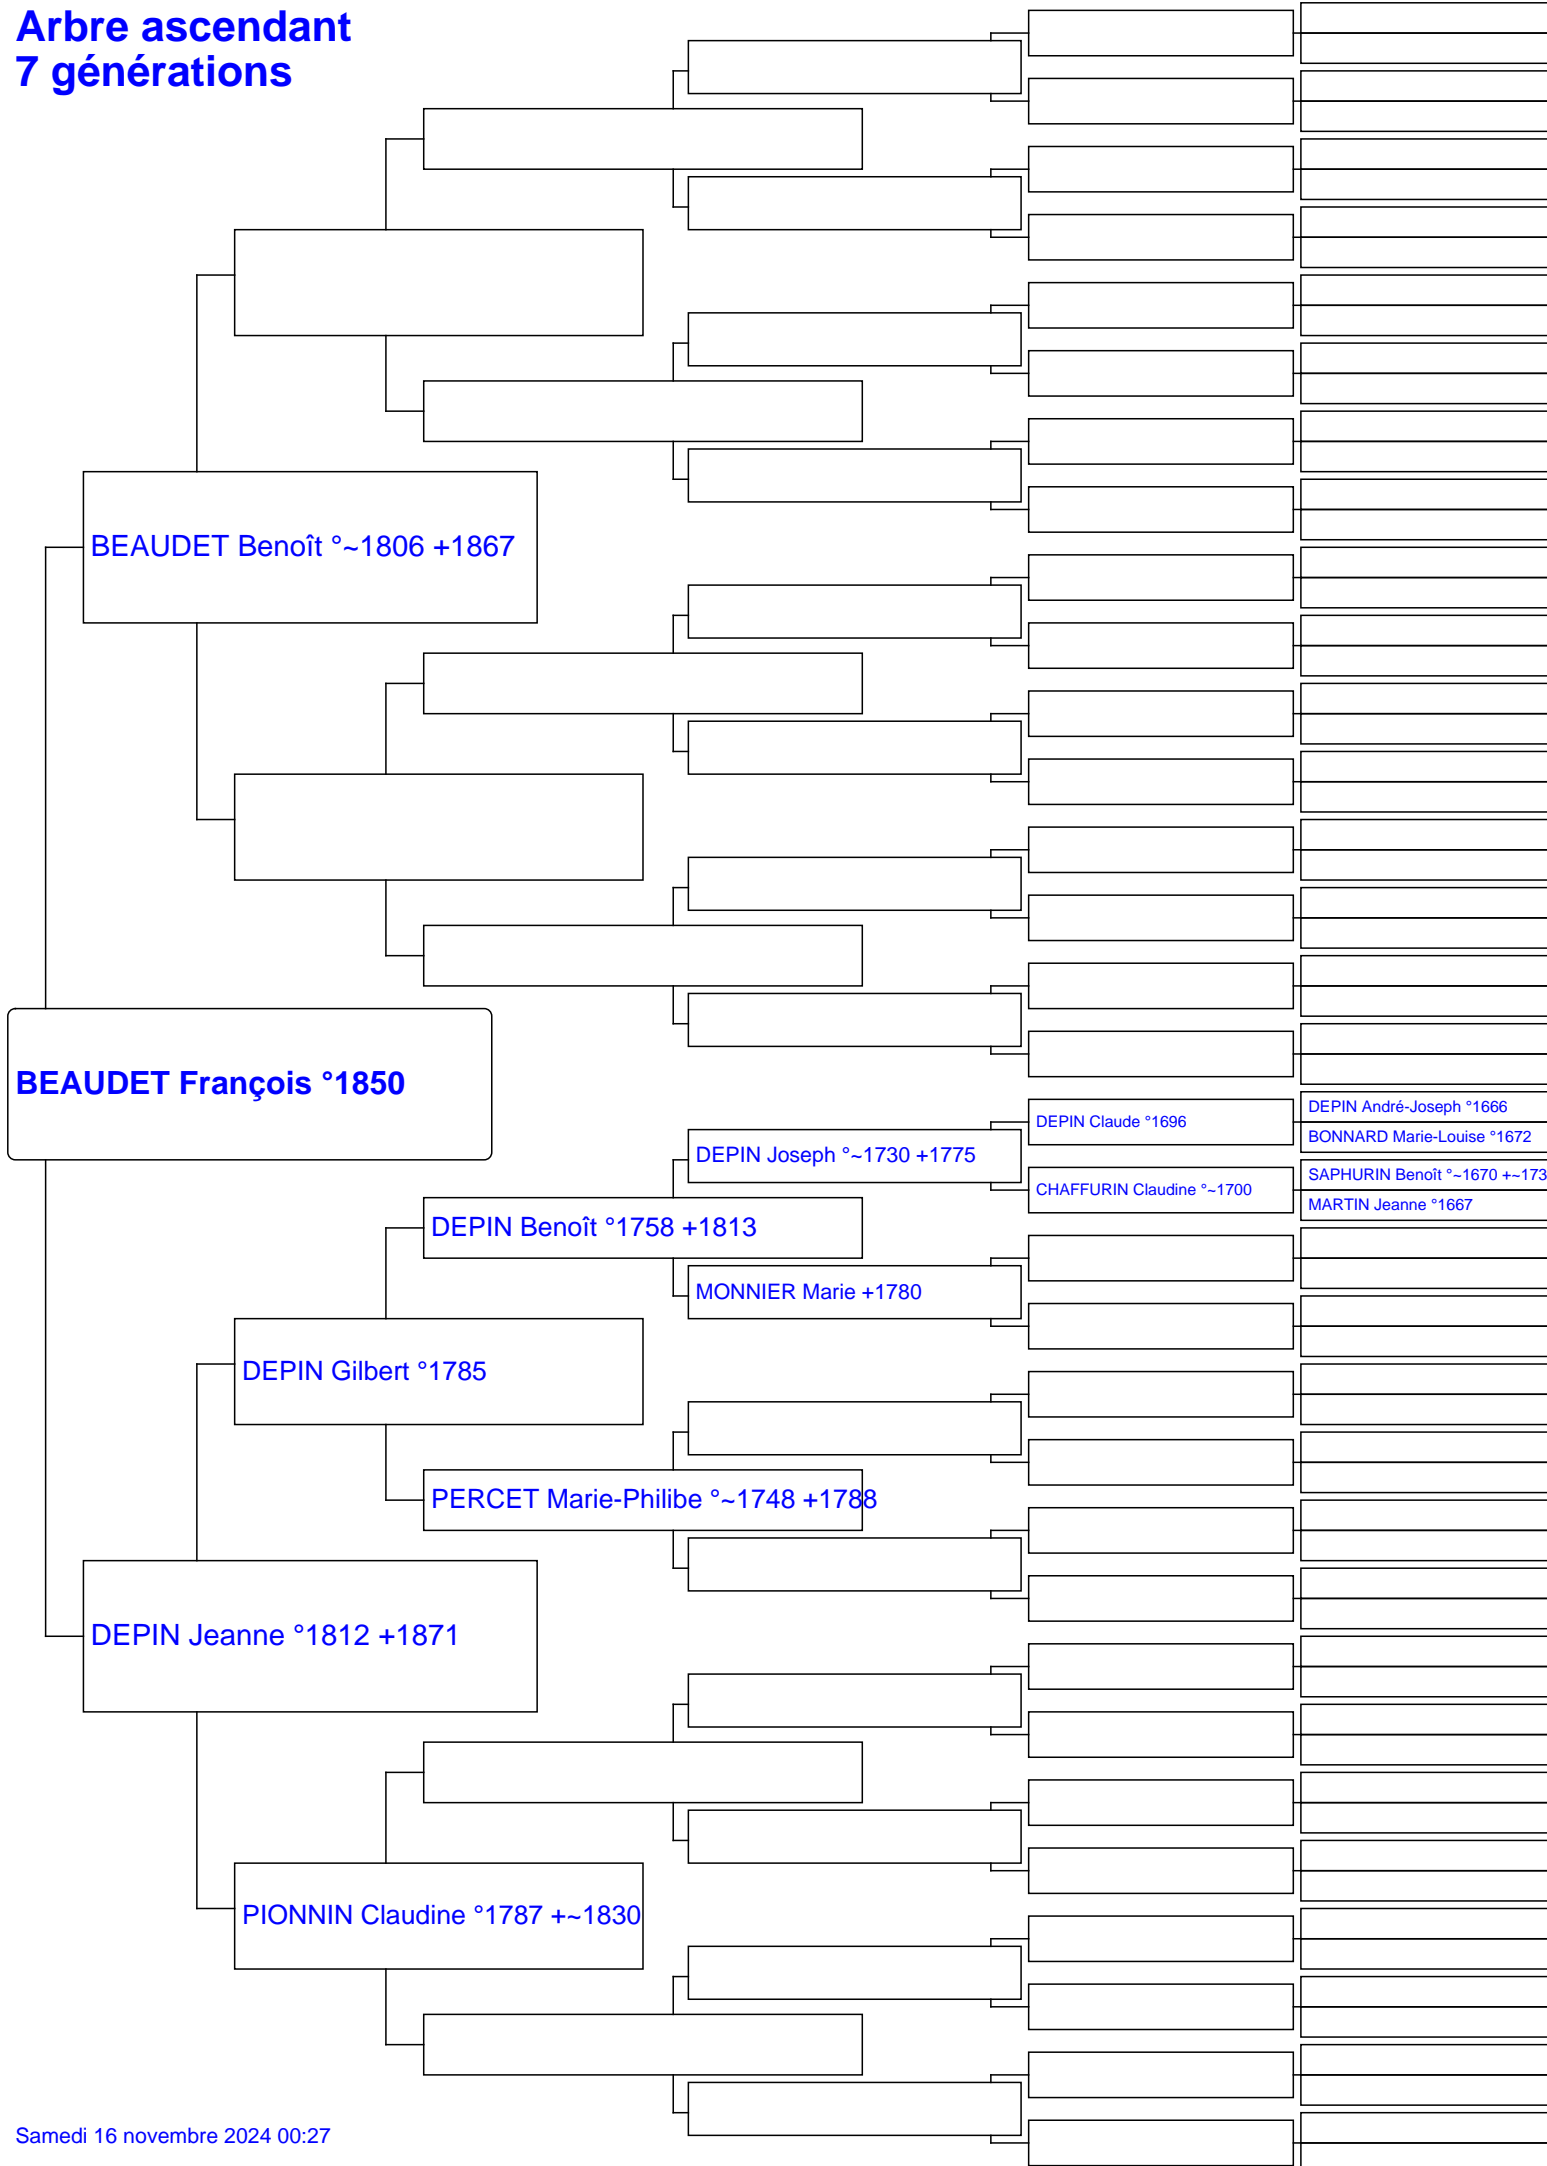 Arbre ascendant
7 générations
BEAUDET Benoît °~1806 +1867
BEAUDET François °1850
DEPIN André-Joseph °1666
DEPIN Claude °1696
BONNARD Marie-Louise °1672
DEPIN Joseph °~1730 +1775
SAPHURIN Benoît °~1670 +~173
CHAFFURIN Claudine °~1700
MARTIN Jeanne °1667
DEPIN Benoît °1758 +1813
MONNIER Marie +1780
DEPIN Gilbert °1785
PERCET Marie-Philibe °~1748 +1788
DEPIN Jeanne °1812 +1871
PIONNIN Claudine °1787 +~1830
Samedi 16 novembre 2024 00:27